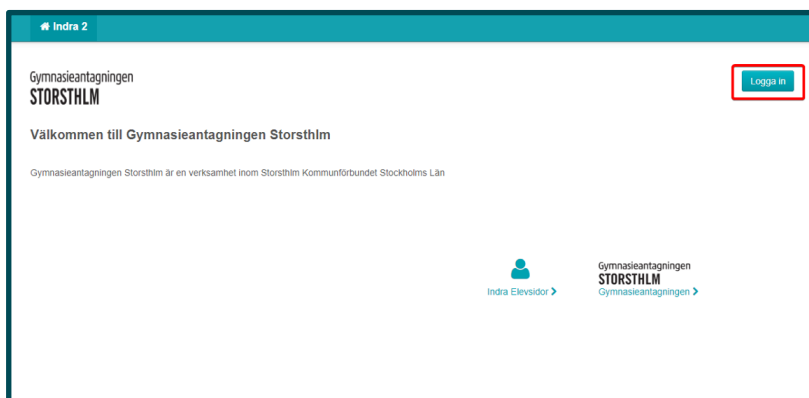 Indra 2
Gymnasieantagningen
STORSTHLM
Logga in
Välkommen till Gymnasieantagningen Storsthlm
Gymnasieantagningen Storsthlm är en verksamhet inom Storsthlm Kommunförbundet Stockholms Län
Indra Elevsidor
Gymnasieantagningen
STORSTHLM
Gymnasieantagningen